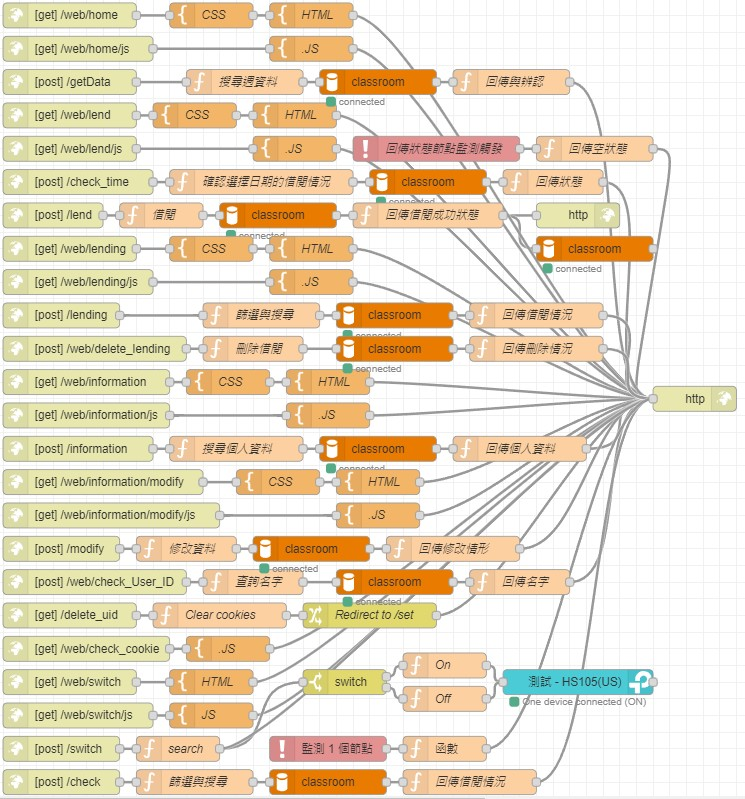 [get] /web/home CSS HTML
[get] /web/home/js .JS
[post] /getData 搜尋週資料 classroom 回傳與辨認
connected
[get] /web/lend CSS HTML
[get] /web/lend/js .JS 回傳狀態節點監測觸發 回傳空狀態
[post] /check_time 確認選擇日期的借閱情況 classroom 回傳狀態
connected
[post] /lend 借閱 classroom 回傳借閱成功狀態 http
connected
[get] /web/lending CSS HTML classroom
connected
[get] /web/lending/js .JS
[post] /lending 篩選與搜尋 classroom 回傳借閱情況
connected
[post] /web/delete_lending 刪除借閱 classroom 回傳刪除情況
connected
[get] /web/information CSS HTML
http
[get] /web/information/js .JS
[post] /information 搜尋個人資料 classroom 回傳個人資料
connected
[get] /web/information/modify CSS HTML
[get] /web/information/modify/js .JS
[post] /modify 修改資料 classroom 回傳修改情形
connected
[post] /web/check_User_ID 查詢名字 classroom 回傳名字
connected
[get] /delete_uid Clear cookies Redirect to /set
[get] /web/check_cookie .JS
On
[get] /web/switch HTML switch 測試 - HS105(US)
Off
One device connected (ON)
[get] /web/switch/js JS
[post] /switch search 監測 1 個節點 函數
[post] /check 篩選與搜尋 classroom 回傳借閱情況